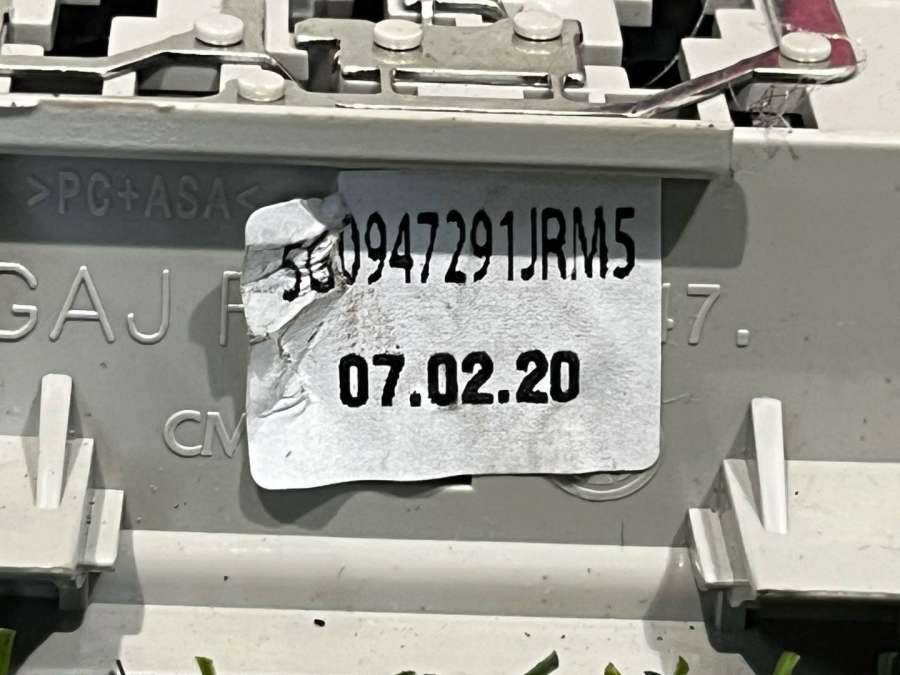 >PC+ASA<
5G0947291JRM5
GAJ
47.
07.02.20
CM